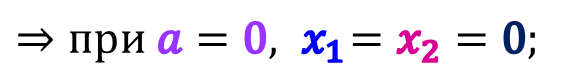 ⇒ при a = 0, x₁ = x₂ = 0;